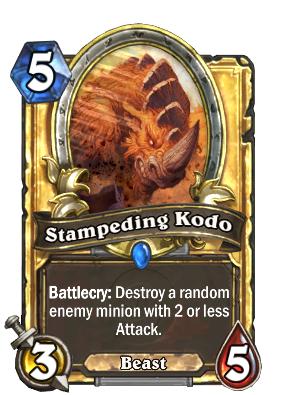 5
Stampeding Kodo
Battlecry: Destroy a random
enemy minion with 2 or less
Attack.
3
Beast
5